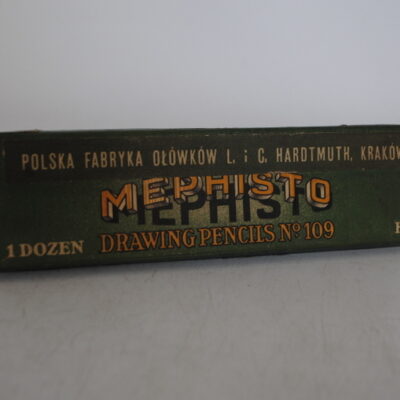 POLSKA FABRYKA OŁÓWKÓW L. i C. HARDTMUTH, KRAKÓW
MEPHISTO
1 DOZEN DRAWING PENCILS Nº 109